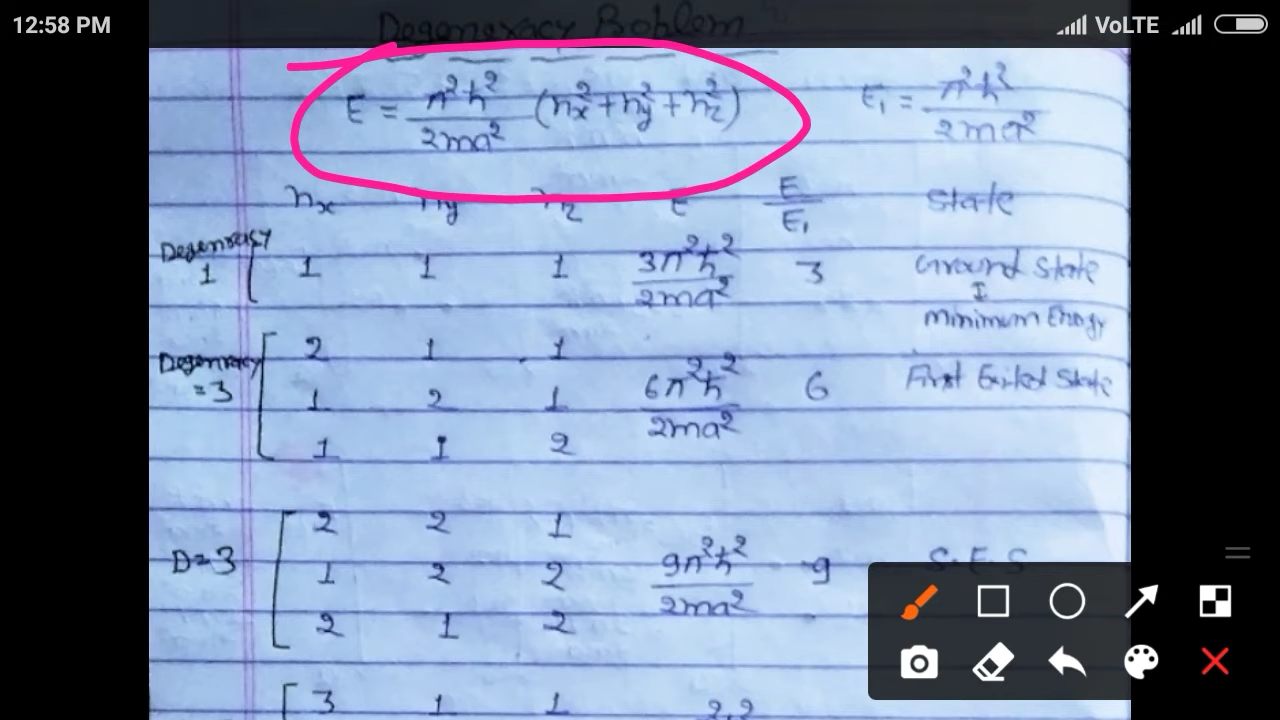 12:58 PM
VoLTE
Degeneracy Problem
E = π²ħ² / 2ma² (nx² + ny² + nz²)    E₁ = π²ħ² / 2ma²
nx    ny    nz    E    E/E₁    State
Degenracy 1    1    1    1    3π²ħ² / 2ma²    3    Ground State
I
minimum Energy
2    1    1
Degenracy =3    1    2    1    6π²ħ² / 2ma²    6    First Exited State
1    1    2
2    2    1
D=3    1    2    2    9π²ħ² / 2ma²    9    S.E.S
2    1    2
3    1    1